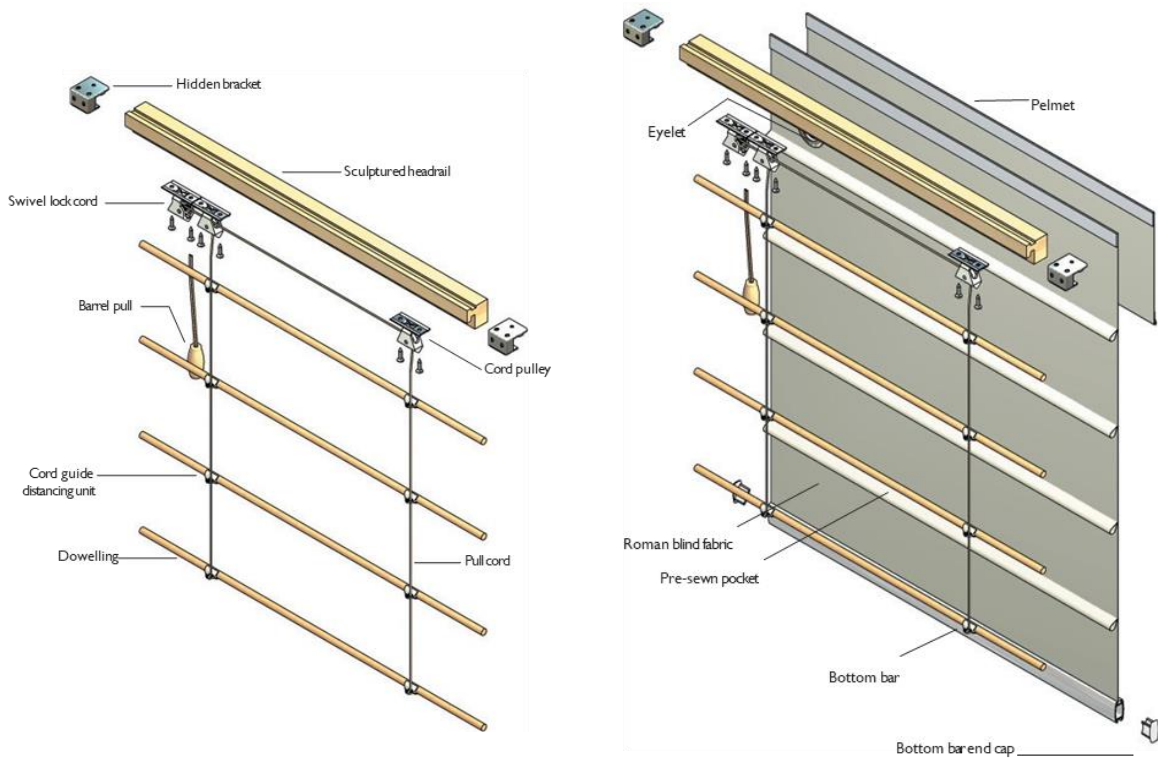 Hidden bracket
Sculptured headrail
Swivel lock cord
Barrel pull
Cord pulley
Cord guide
distancing unit
Dowelling
Pull cord
Pelmet
Eyelet
Roman blind fabric
Pre-sewn pocket
Bottom bar
Bottom bar end cap